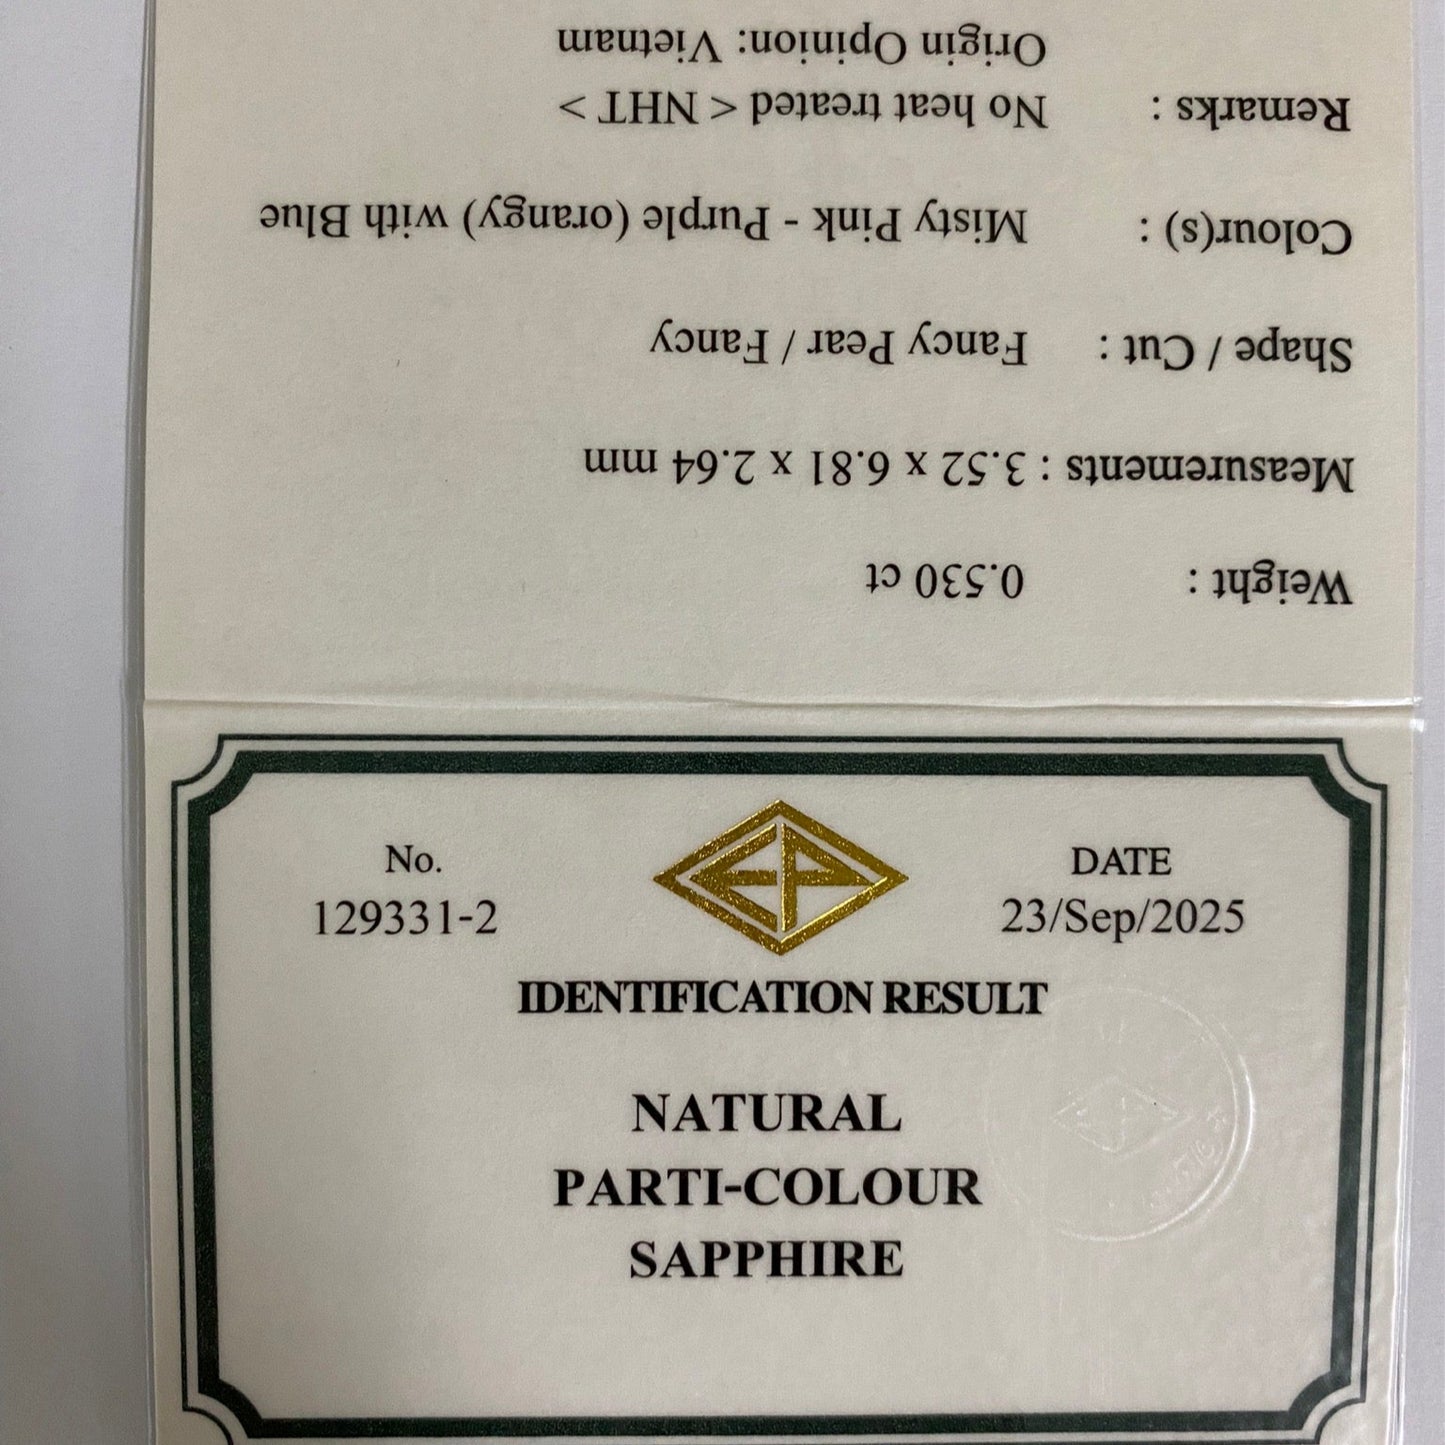 No.
129331-2
EP
DATE
23/Sep/2025
IDENTIFICATION RESULT
NATURAL
PARTI-COLOUR
SAPPHIRE
Weight : 0.530 ct
Measurements : 3.52 x 6.81 x 2.64 mm
Shape / Cut : Fancy Pear / Fancy
Colour(s) : Misty Pink - Purple (orangy) with Blue
Remarks : No heat treated < NHT >
Origin Opinion: Vietnam